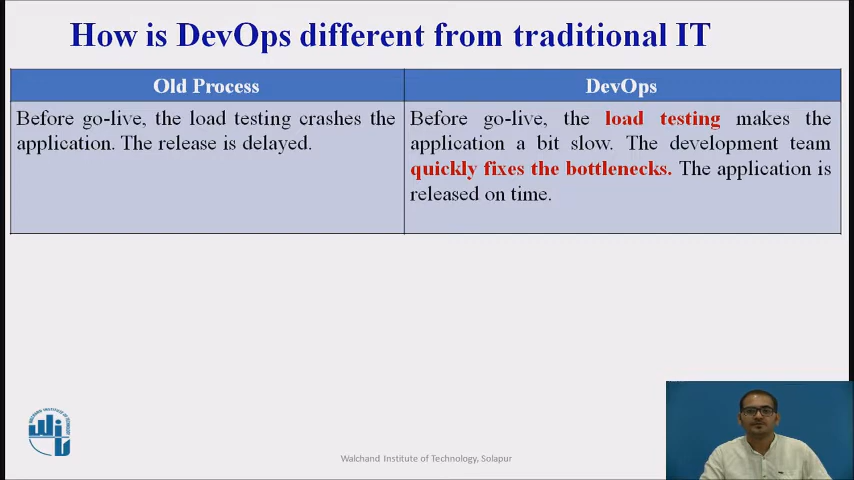 How is DevOps different from traditional IT
Old Process
DevOps
Before go-live, the load testing crashes the
application. The release is delayed.
Before go-live, the load testing makes the
application a bit slow. The development team
quickly fixes the bottlenecks. The application is
released on time.
Walchand Institute of Technology, Solapur